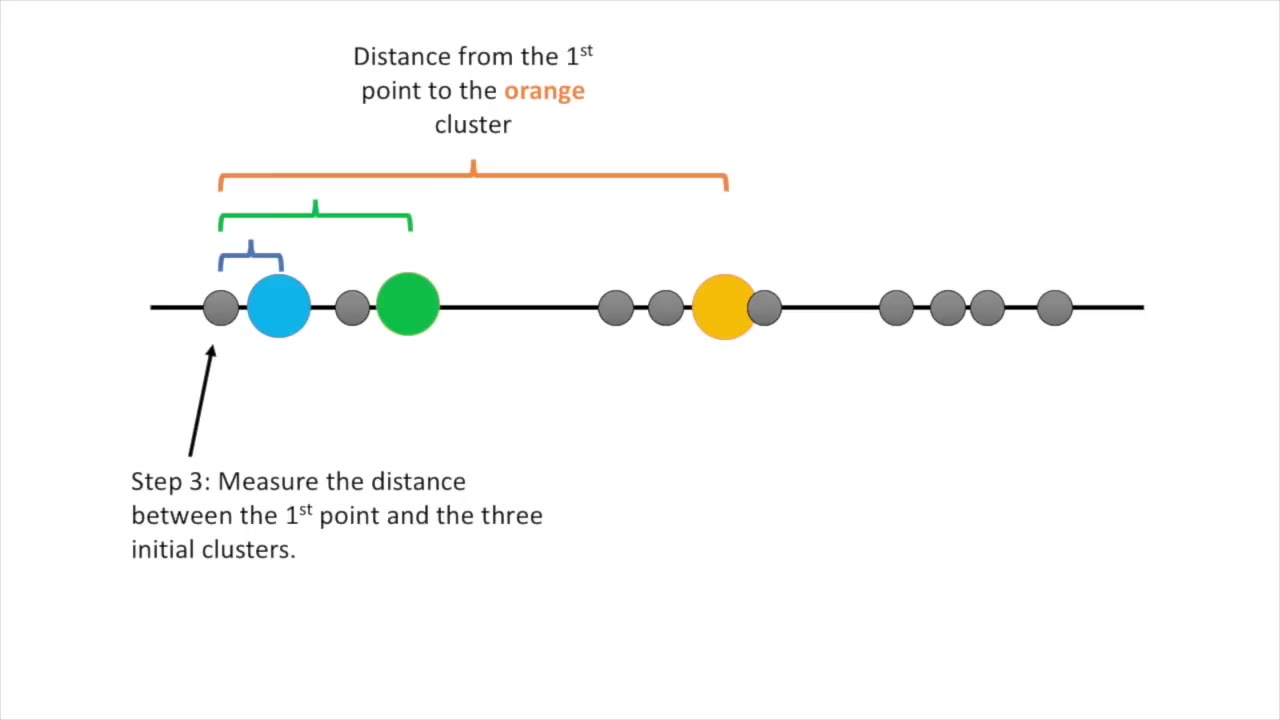 Distance from the 1st
point to the orange
cluster
Step 3: Measure the distance
between the 1st point and the three
initial clusters.